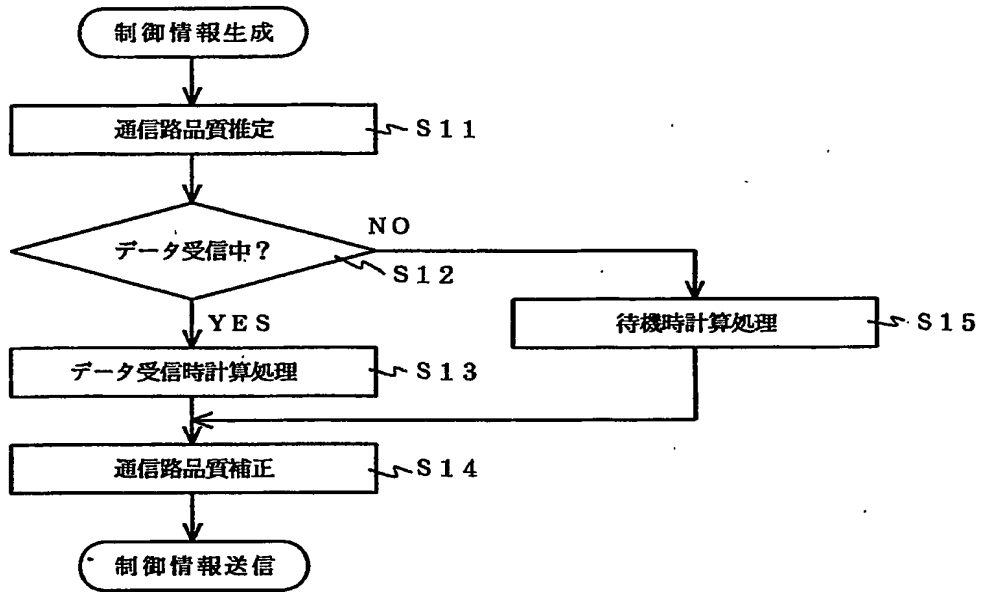 制御情報生成
通信路品質推定
S11
データ受信中？
NO
S12
YES
待機時計算処理
S15
データ受信時計算処理
S13
通信路品質補正
S14
制御情報送信